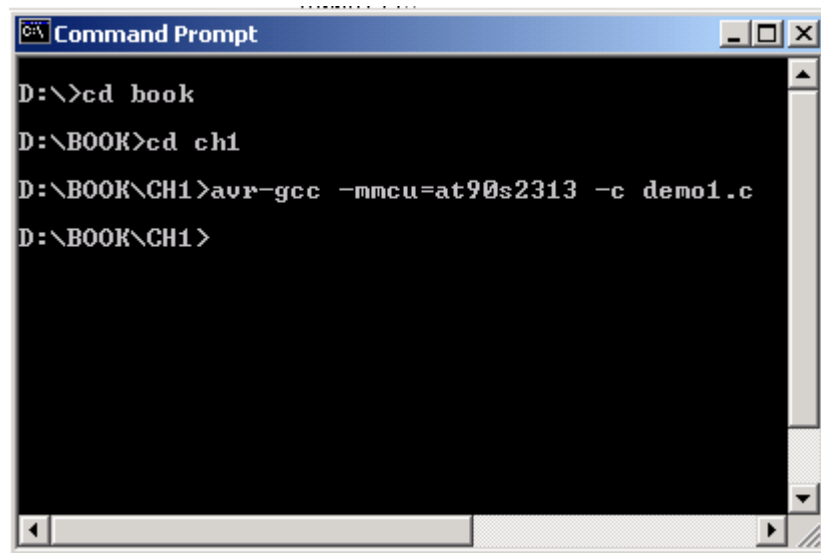 Command Prompt
D:\>cd book
D:\BOOK>cd ch1
D:\BOOK\CH1>avr-gcc -mmcu=at90s2313 -c demo1.c
D:\BOOK\CH1>